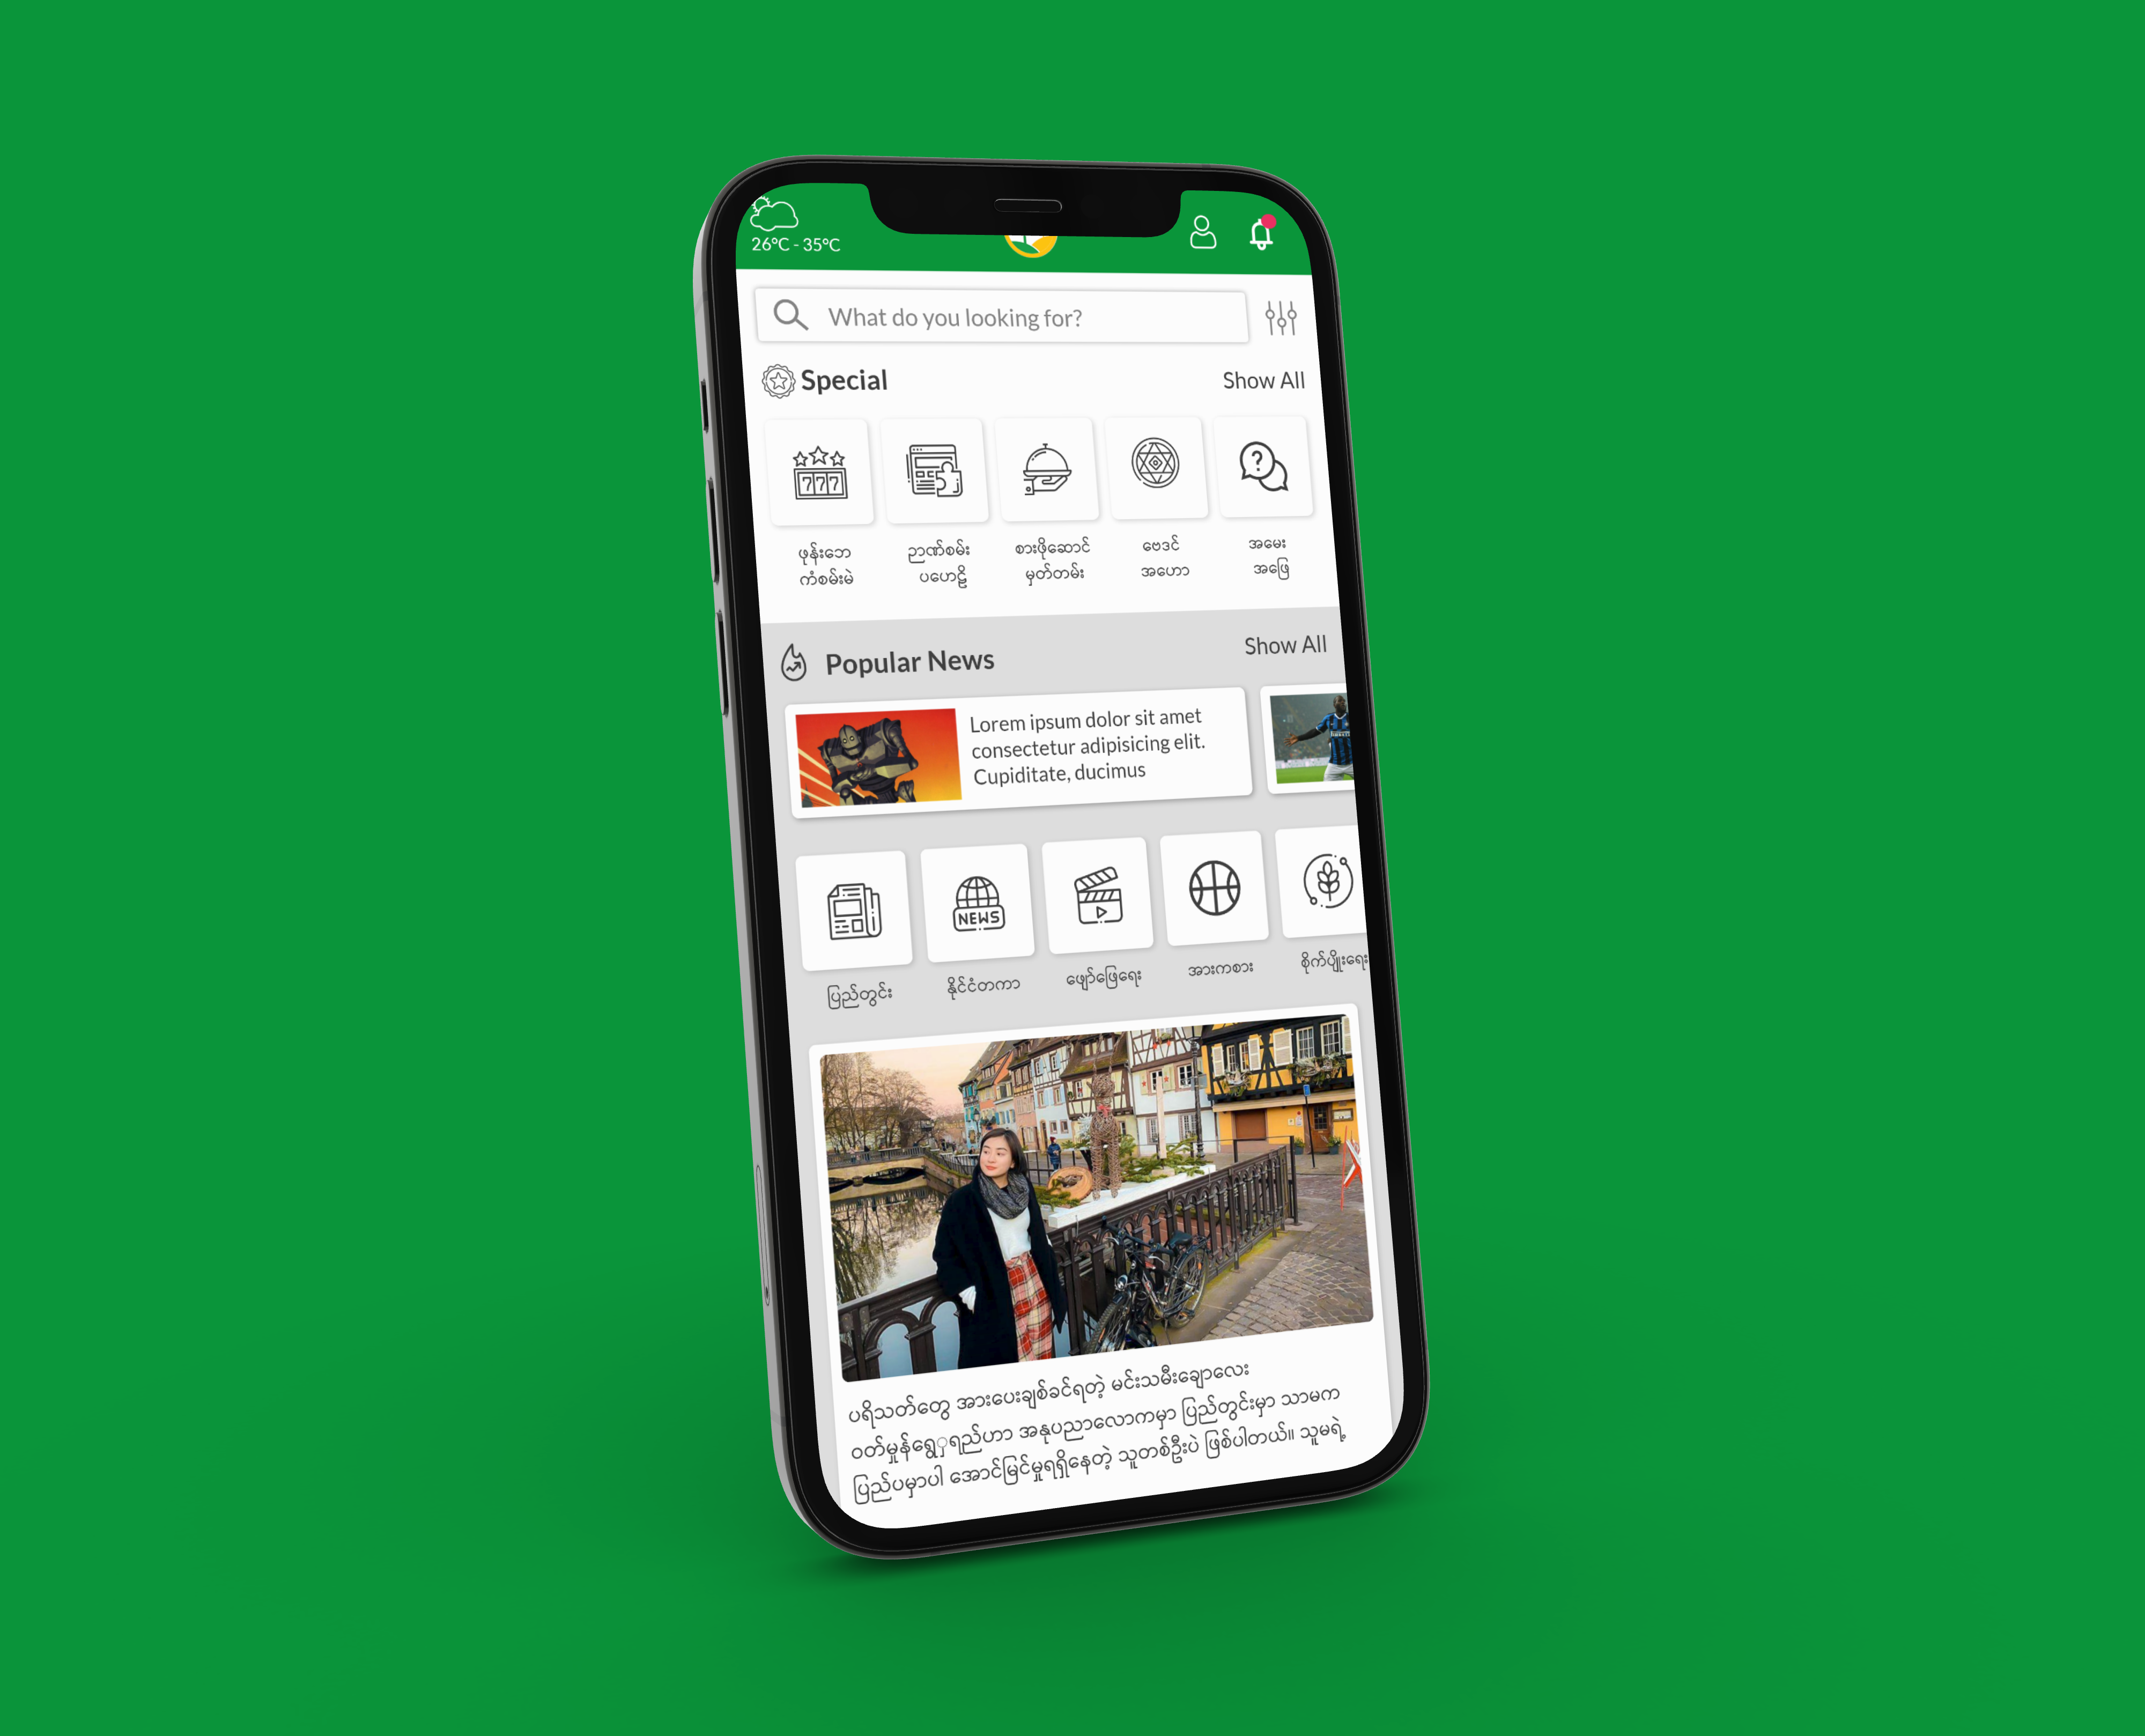 26°C - 35°C
What do you looking for?
Special
Show All
777
?
ဖုန်းဘေ
ကံစမ်းမဲ
ဉာဏ်စမ်း
ပဟေဠိ
စားဖိုဆောင်
မှတ်တမ်း
ဗေဒင်
အဟော
အမေး
အဖြေ
Popular News
Show All
Lorem ipsum dolor sit amet
consectetur adipisicing elit.
Cupiditate, ducimus
NEWS
ပြည်တွင်း
နိုင်ငံတကာ
ဖျော်ဖြေရေး
အားကစား
စိုက်ပျိုးရေး
ပရိသတ်တွေ အားပေးချစ်ခင်ရတဲ့ မင်းသမီးချောလေး
ဝတ်မှုန်ရွှေရည်ဟာ အနုပညာလောကမှာ ပြည်တွင်းမှာ သာမက
ပြည်ပမှာပါ အောင်မြင်မှုရရှိနေတဲ့ သူတစ်ဦးပဲ ဖြစ်ပါတယ်။ သူမရဲ့